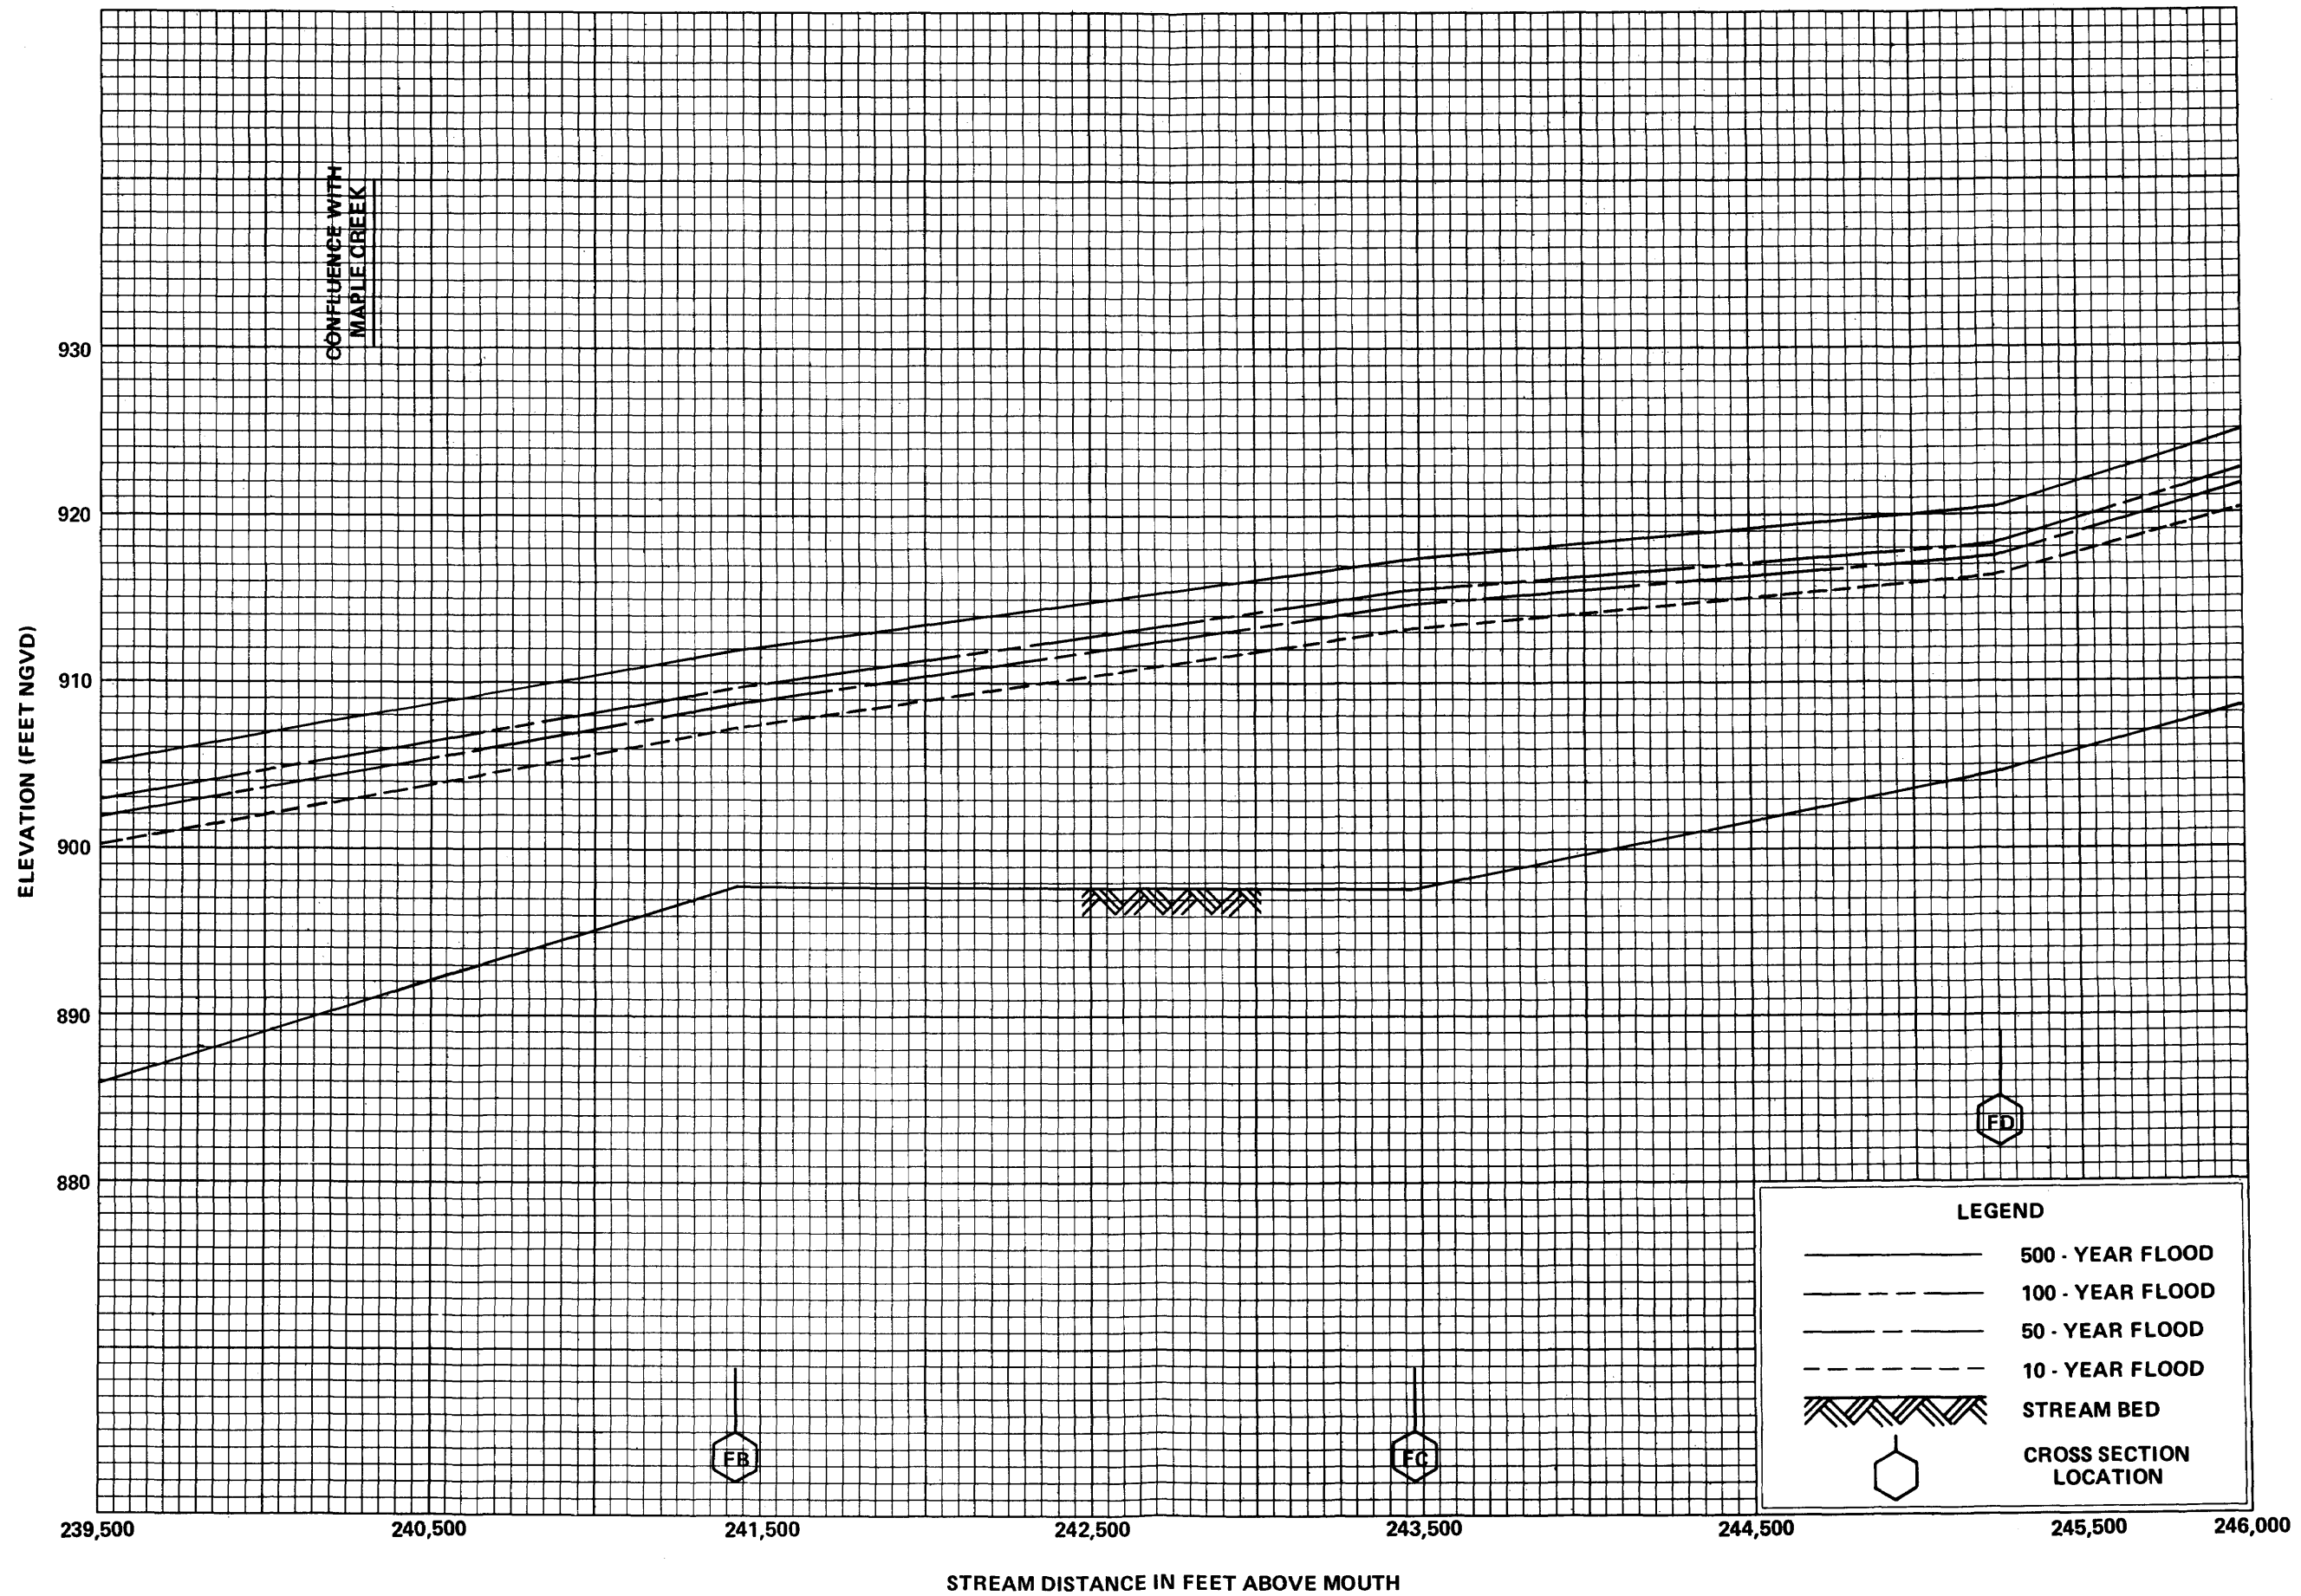 CONFLUENCE WITH
MAPLE CREEK
ELEVATION (FEET NGVD)
930
920
910
900
890
880
FB
FC
FD
LEGEND
500 - YEAR FLOOD
100 - YEAR FLOOD
50 - YEAR FLOOD
10 - YEAR FLOOD
STREAM BED
CROSS SECTION
LOCATION
239,500
240,500
241,500
242,500
243,500
244,500
245,500
246,000
STREAM DISTANCE IN FEET ABOVE MOUTH